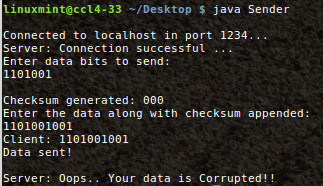 linuxmint@ccl4-33 ~/Desktop $ java Sender
Connected to localhost in port 1234...
Server: Connection successful ...
Enter data bits to send:
1101001
Checksum generated: 000
Enter the data along with checksum appended:
1101001001
Client: 1101001001
Data sent!
Server: Oops.. Your data is Corrupted!!